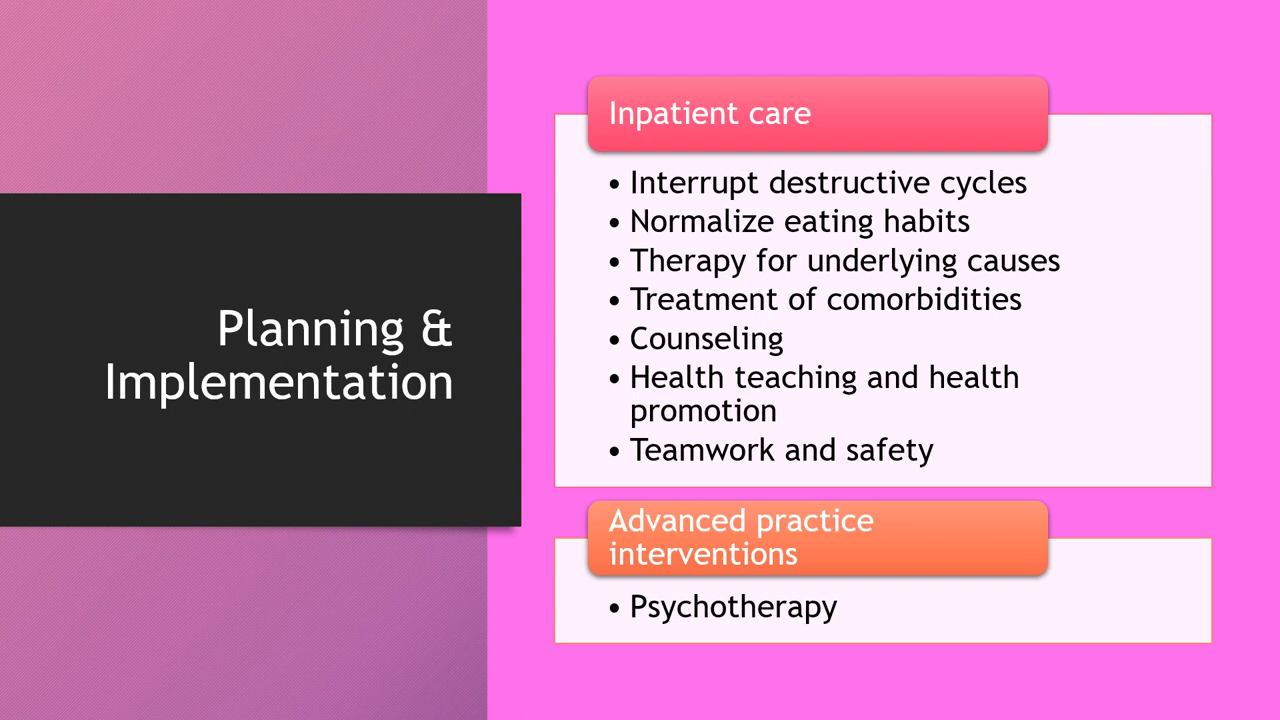 Planning &
Implementation
Inpatient care
• Interrupt destructive cycles
• Normalize eating habits
• Therapy for underlying causes
• Treatment of comorbidities
• Counseling
• Health teaching and health
promotion
• Teamwork and safety
Advanced practice
interventions
• Psychotherapy